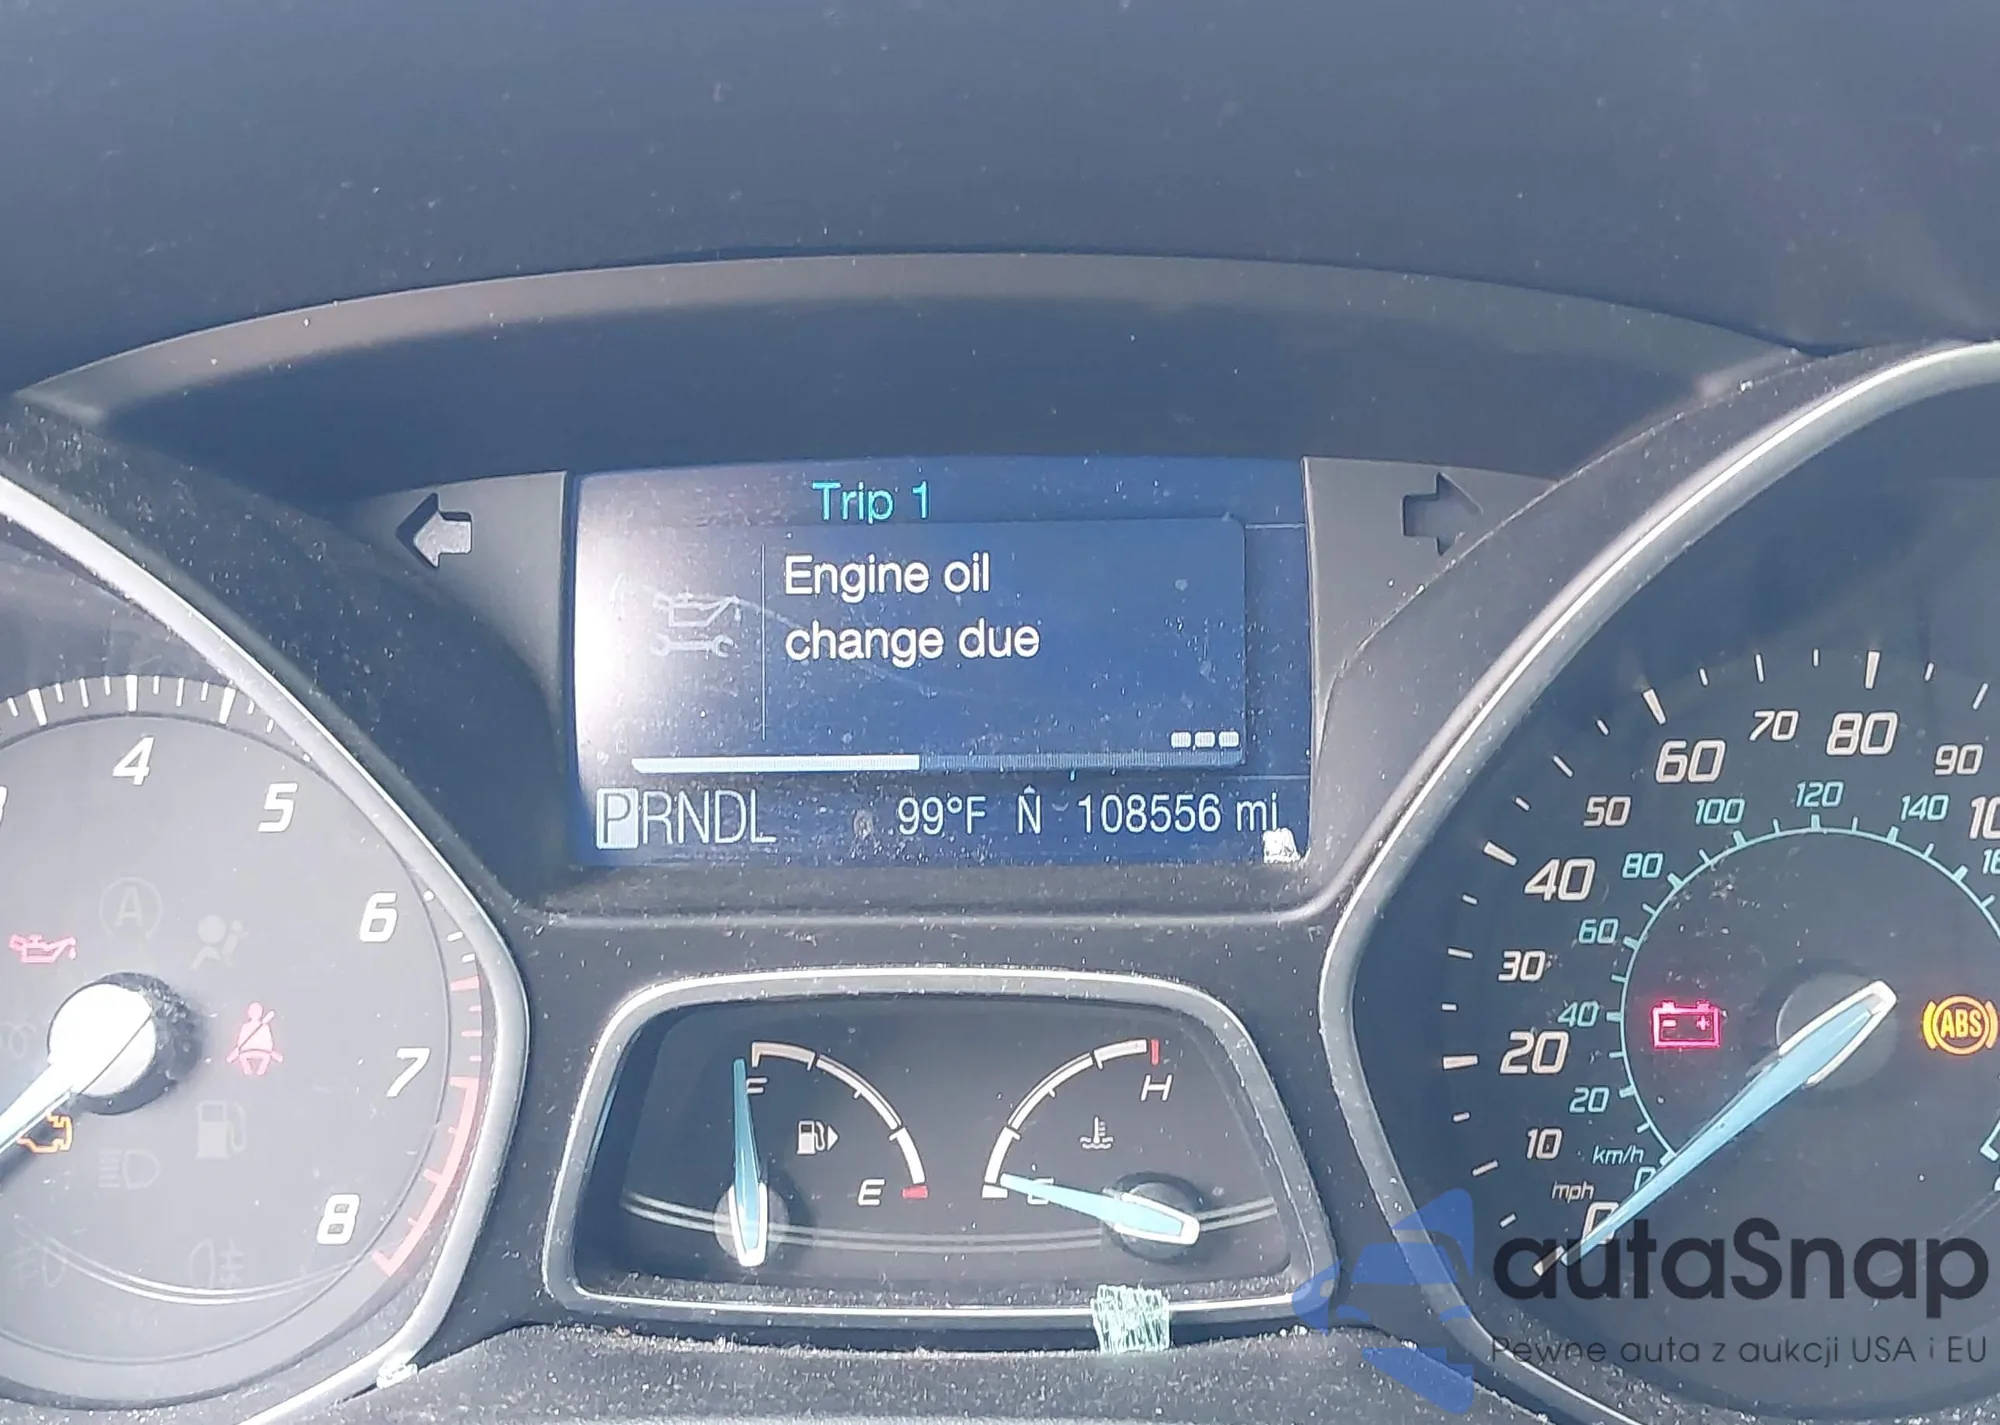 Trip 1
Engine oil
change due
PRNDL 99°F N 108556 mi
4
5
6
7
8
F
E
H
C
ABS
0
10
20
30
40
50
60
70
80
90
mph
km/h
0
20
40
60
80
100
120
140
autaSnap
Pewne auta z aukcji USA i EU